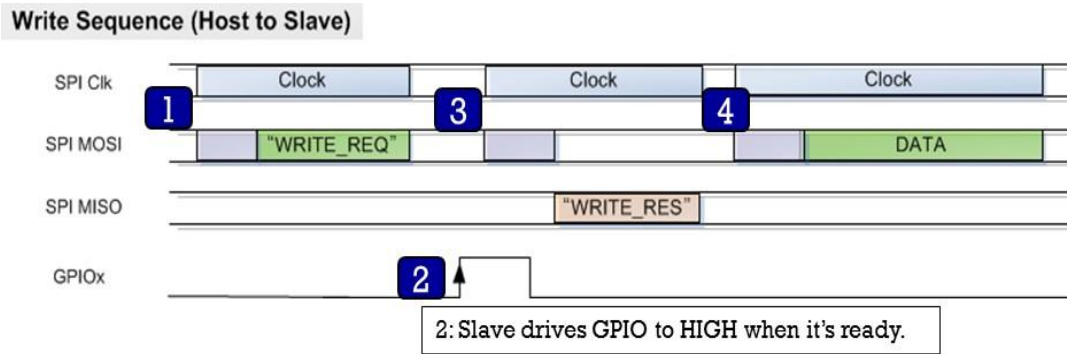 Write Sequence (Host to Slave)
SPI Clk
Clock
Clock
Clock
1
3
4
SPI MOSI
"WRITE_REQ"
DATA
SPI MISO
"WRITE_RES"
GPIOx
2
2: Slave drives GPIO to HIGH when it's ready.